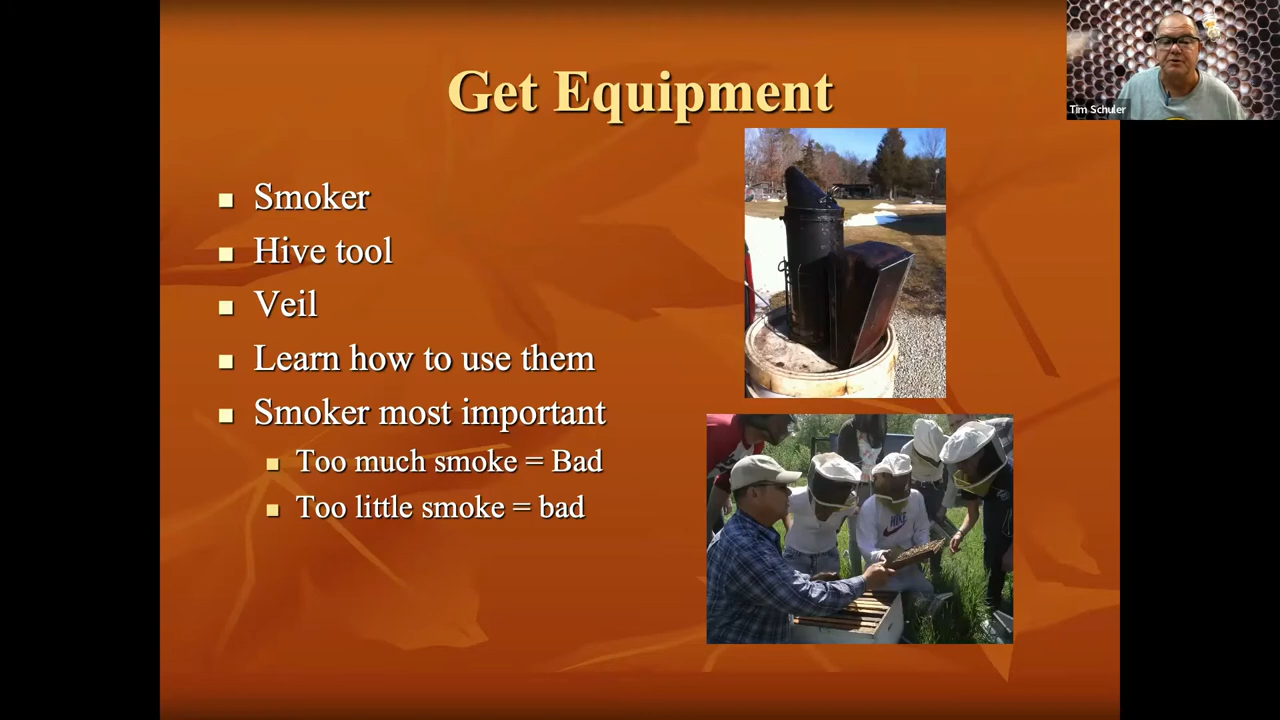 Get Equipment
Smoker
Hive tool
Veil
Learn how to use them
Smoker most important
Too much smoke = Bad
Too little smoke = bad
NIKE
Tim Schuler